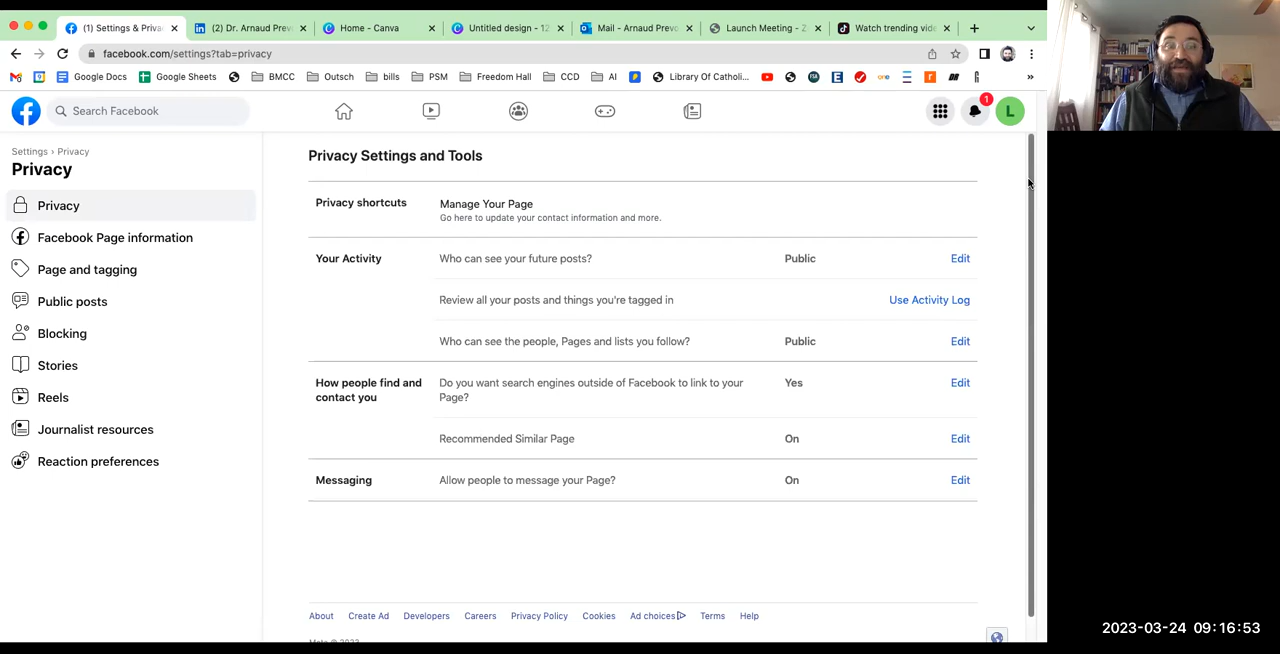 (1) Settings & Priva
(2) Dr. Arnaud Prevo
Home – Canva
Untitled design - 12
Mail - Arnaud Prevos
Launch Meeting - Z
Watch trending vide
facebook.com/settings?tab=privacy
Google Docs
Google Sheets
BMCC
Outsch
bills
PSM
Freedom Hall
CCD
AI
Library Of Catholi...
»
Search Facebook
1
L
Settings › Privacy
Privacy
Privacy
Facebook Page information
Page and tagging
Public posts
Blocking
Stories
Reels
Journalist resources
Reaction preferences
Privacy Settings and Tools
Privacy shortcuts
Manage Your Page
Go here to update your contact information and more.
Your Activity
Who can see your future posts?
Public
Edit
Review all your posts and things you're tagged in
Use Activity Log
Who can see the people, Pages and lists you follow?
Public
Edit
How people find and contact you
Do you want search engines outside of Facebook to link to your Page?
Yes
Edit
Recommended Similar Page
On
Edit
Messaging
Allow people to message your Page?
On
Edit
About
Create Ad
Developers
Careers
Privacy Policy
Cookies
Ad choices
Terms
Help
2023-03-24 09:16:53